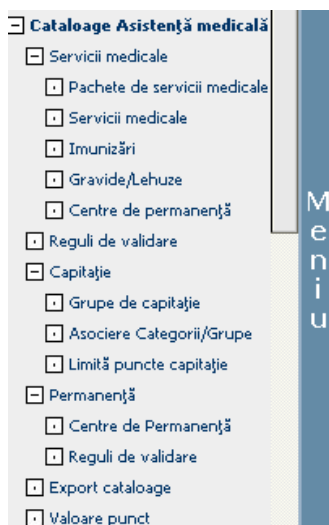 Cataloage Asistenţă medicală
Servicii medicale
Pachete de servicii medicale
Servicii medicale
Imunizări
Gravide/Lehuze
Centre de permanenţă
Reguli de validare
Capitaţie
Grupe de capitaţie
Asociere Categorii/Grupe
Limită puncte capitaţie
Permanenţă
Centre de Permanenţă
Reguli de validare
Export cataloage
Valoare punct
Meniu